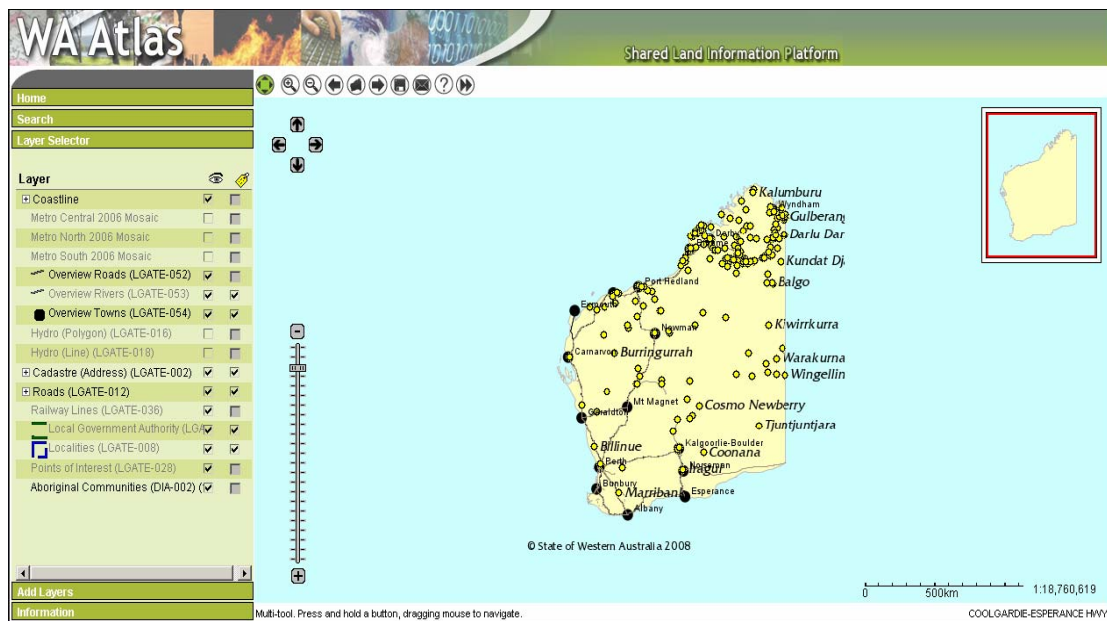 WA Atlas
Shared Land Information Platform
Home
Search
Layer Selector
Layer
Coastline
Metro Central 2006 Mosaic
Metro North 2006 Mosaic
Metro South 2006 Mosaic
Overview Roads (LGATE-052)
Overview Rivers (LGATE-053)
Overview Towns (LGATE-054)
Hydro (Polygon) (LGATE-016)
Hydro (Line) (LGATE-018)
Cadastre (Address) (LGATE-002)
Roads (LGATE-012)
Railway Lines (LGATE-036)
Local Government Authority (LGA
Localities (LGATE-008)
Points of Interest (LGATE-028)
Aboriginal Communities (DIA-002) (
Add Layers
Information
Kalumburu
Wyndham
Gulberang
Derby
Darlu Dar
Broome
Kundat Dj
Balgo
Port Hedland
Exmouth
Kiwirrkurra
Newman
Carnarvon
Burringurrah
Warakurna
Wingellin
Mt Magnet
Cosmo Newberry
Geraldton
Tjuntjuntjara
Billinue
Kalgoorlie-Boulder
Coonana
Perth
Norseman
Bunbury
Marribank
Esperance
Albany
© State of Western Australia 2008
0 500km 1:18,760,619
Multi-tool. Press and hold a button, dragging mouse to navigate.
COOLGARDIE-ESPERANCE HWY